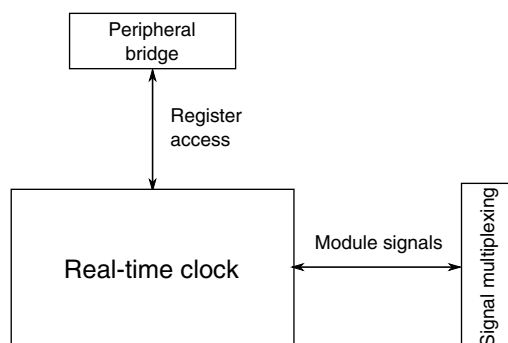 Peripheral
bridge
Register
access
Real-time clock
Module signals
Signal multiplexing